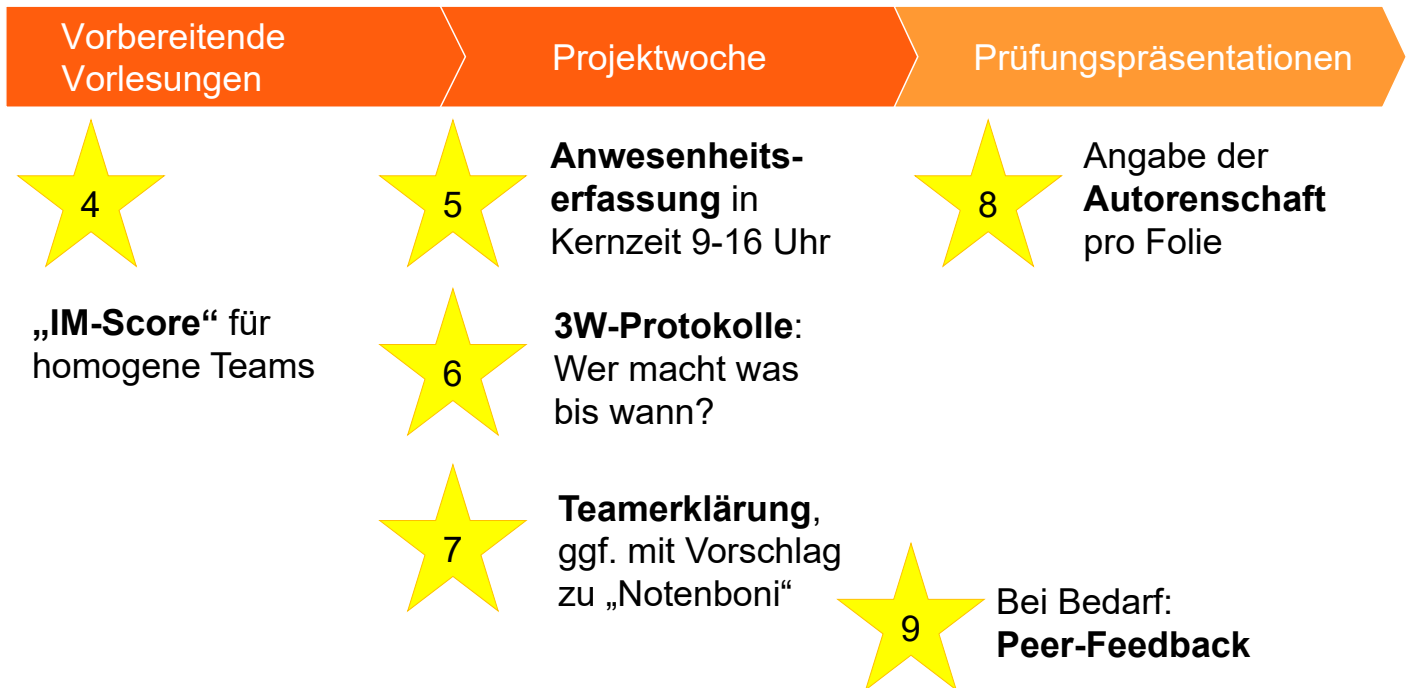 Vorbereitende
Vorlesungen
Projektwoche
Prüfungspräsentationen
4
„IM-Score“ für
homogene Teams
5
Anwesenheits-
erfassung in
Kernzeit 9-16 Uhr
6
3W-Protokolle:
Wer macht was
bis wann?
7
Teamerklärung,
ggf. mit Vorschlag
zu „Notenboni“
8
Angabe der
Autorenschaft
pro Folie
9
Bei Bedarf:
Peer-Feedback